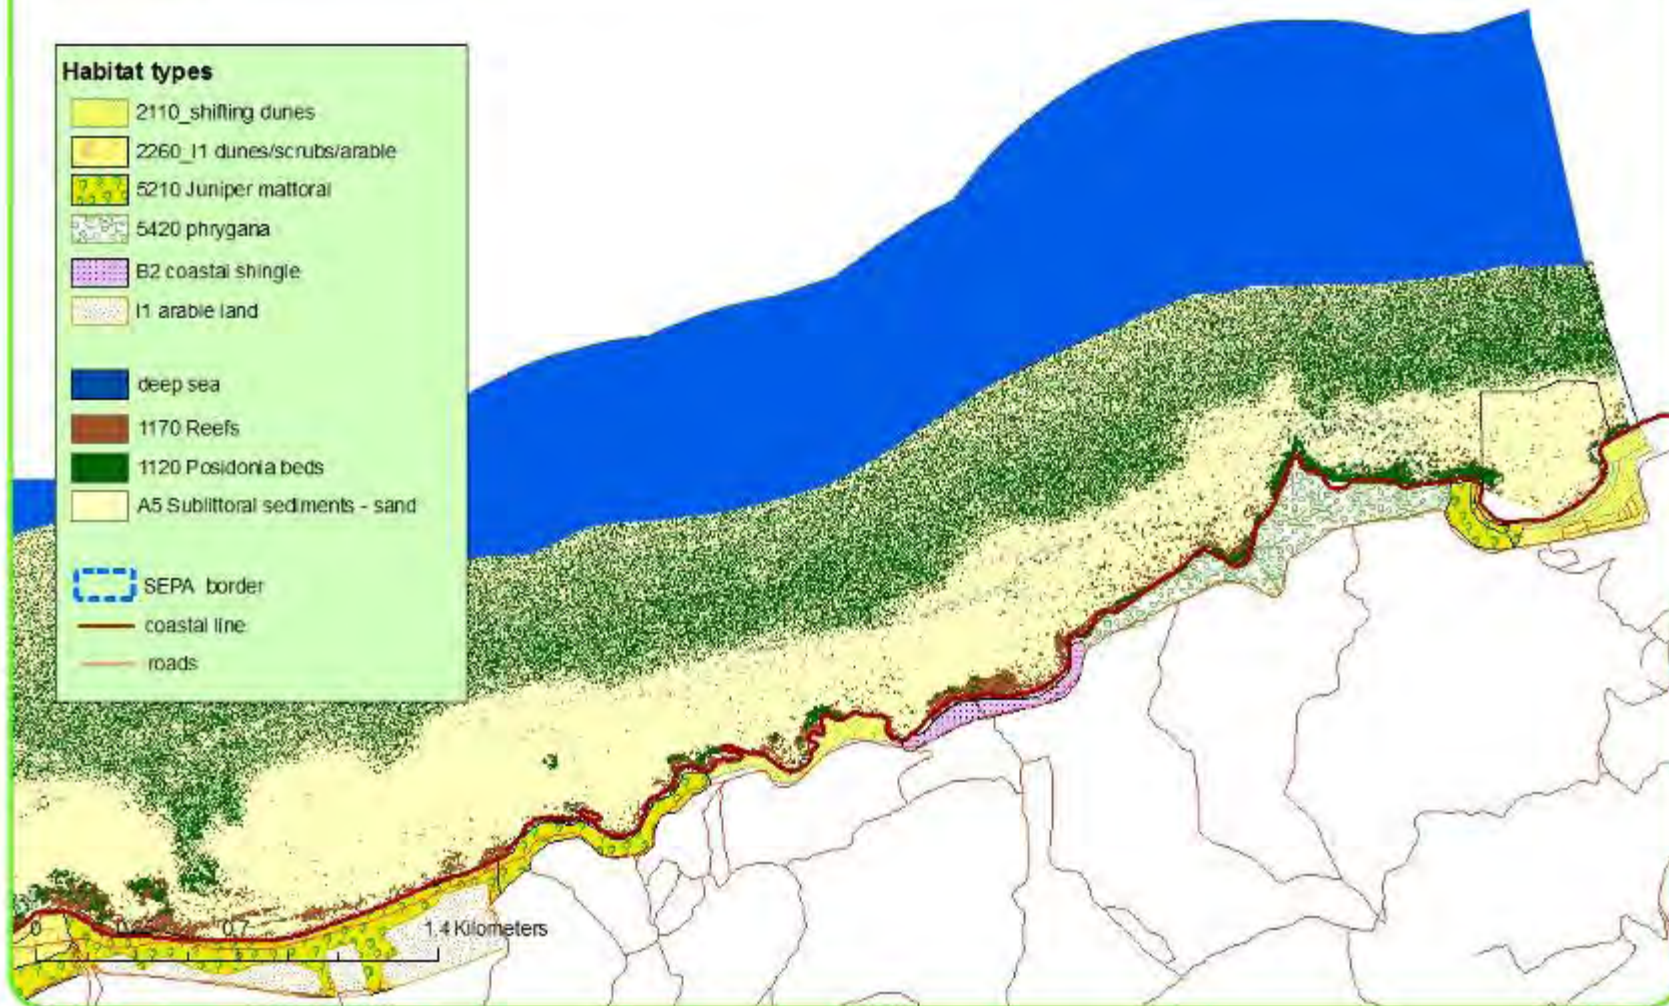 Habitat types
2110_shifting dunes
2260_I1 dunes/scrubs/arable
5210 Juniper mattoral
5420 phrygana
B2 coastal shingle
I1 arable land
deep sea
1170 Reefs
1120 Posidonia beds
A5 Sublittoral sediments - sand
SEPA border
coastal line
roads
0 0.7 1.4 Kilometers